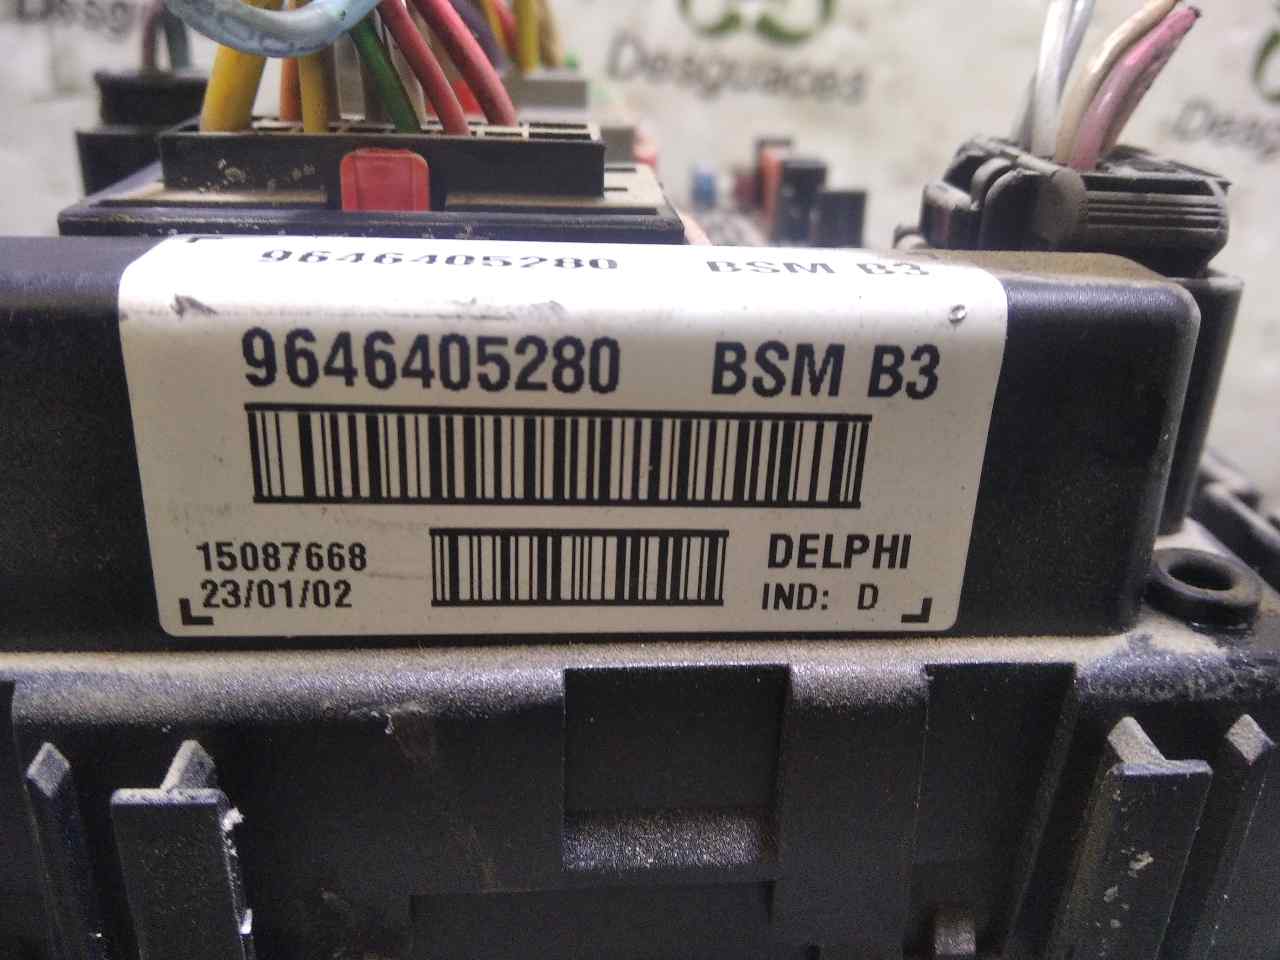 Desguaces
9646405280 BSM B3
9646405280 BSM B3
15087668
23/01/02
DELPHI
IND: D